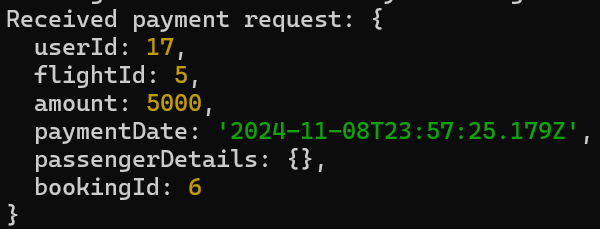 Received payment request: {
  userId: 17,
  flightId: 5,
  amount: 5000,
  paymentDate: '2024-11-08T23:57:25.179Z',
  passengerDetails: {},
  bookingId: 6
}